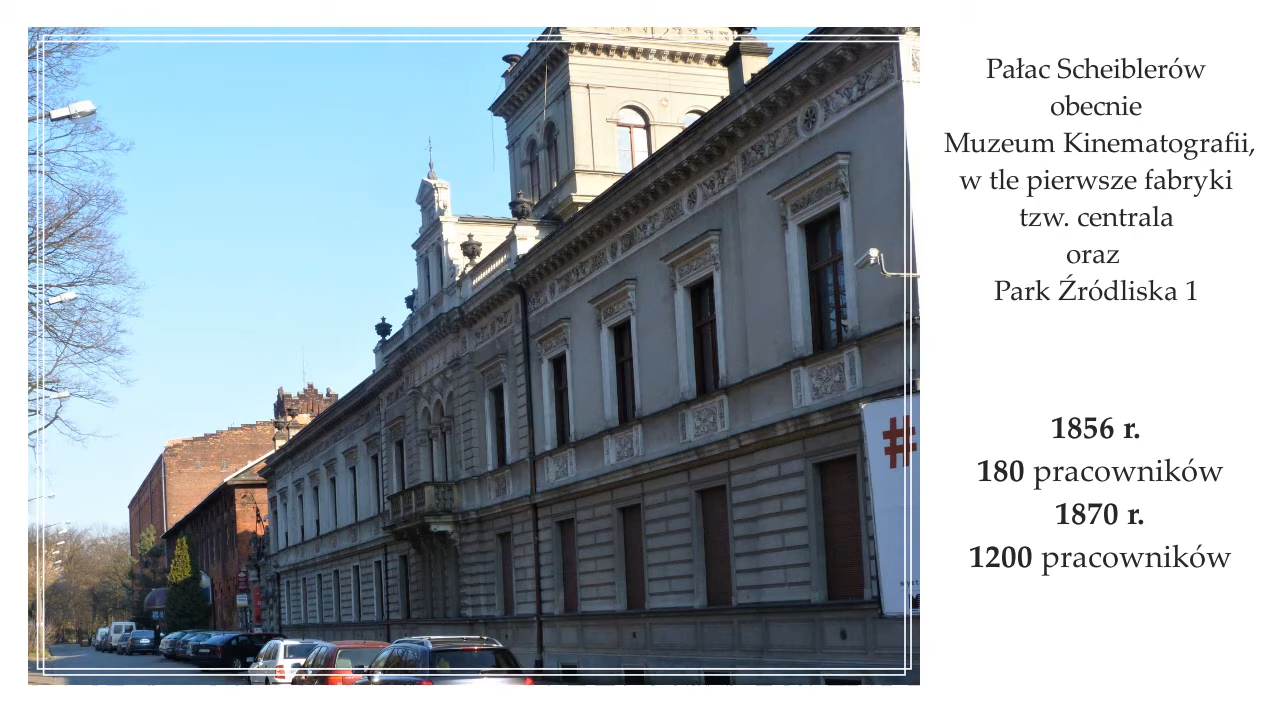 Pałac Scheiblerów
obecnie
Muzeum Kinematografii,
w tle pierwsze fabryki
tzw. centrala
oraz
Park Źródliska 1
1856 r.
180 pracowników
1870 r.
1200 pracowników
#